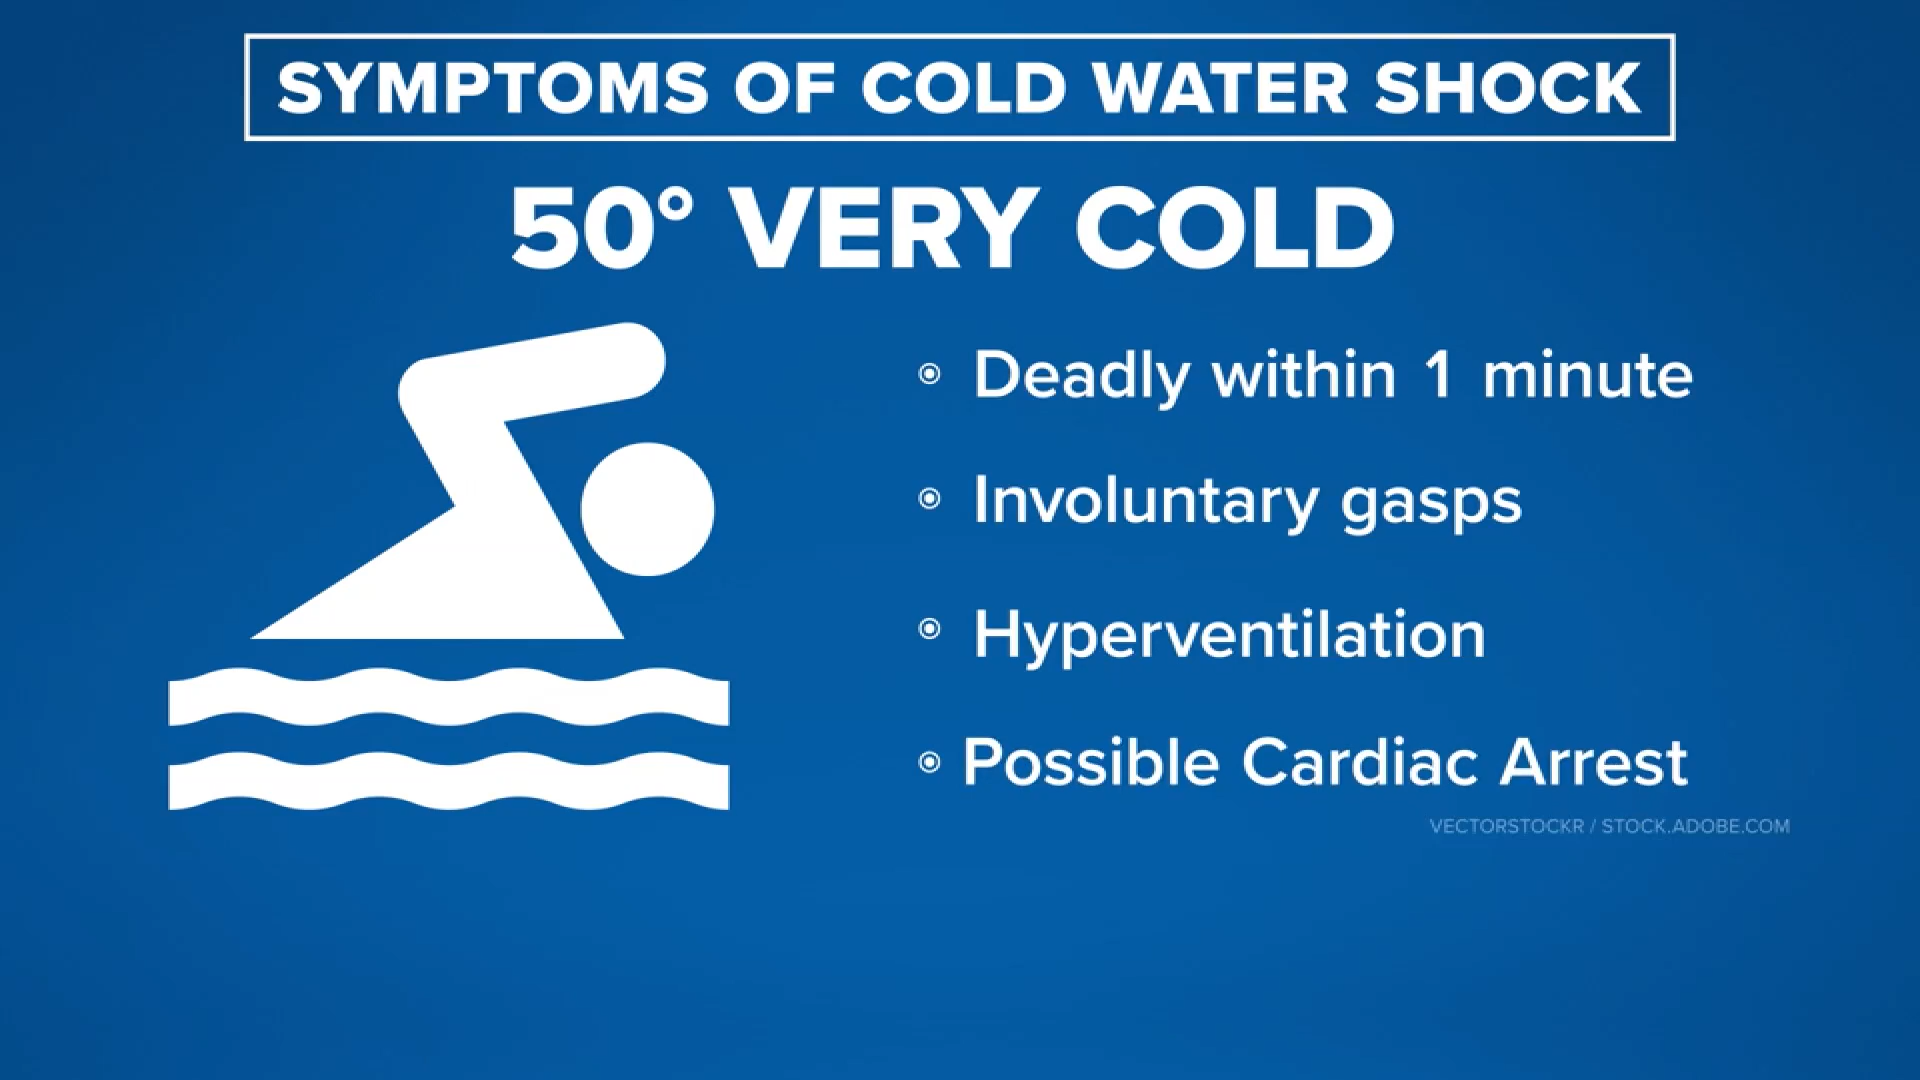 SYMPTOMS OF COLD WATER SHOCK
50° VERY COLD
Deadly within 1 minute
Involuntary gasps
Hyperventilation
Possible Cardiac Arrest
VECTORSTOCKR / STOCK.ADOBE.COM